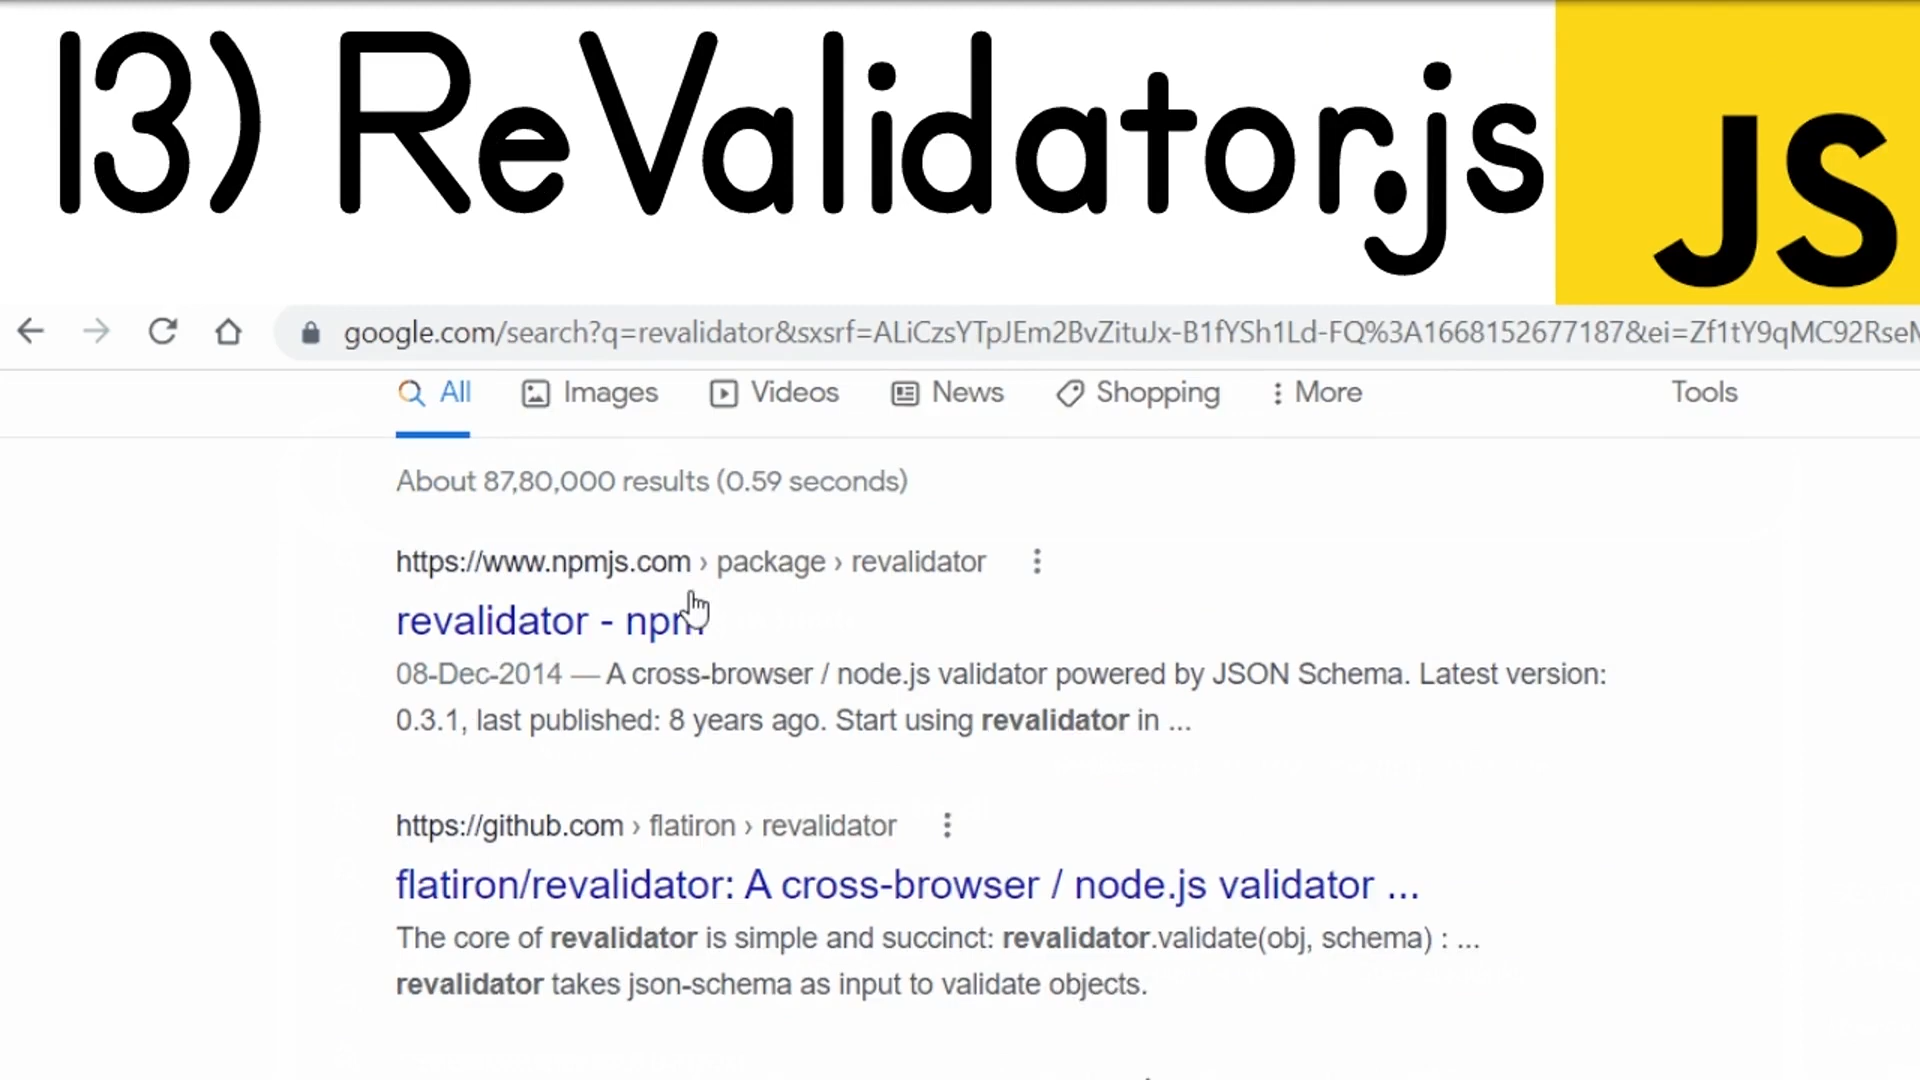 13) ReValidator.js
JS
google.com/search?q=revalidator&sxsrf=ALiCzsYTpJEm2BvZituJx-B1fYSh1Ld-FQ%3A1668152677187&ei=Zf1tY9qMC92RseM
All Images Videos News Shopping More Tools
About 87,80,000 results (0.59 seconds)
https://www.npmjs.com › package › revalidator
revalidator - npm
08-Dec-2014 — A cross-browser / node.js validator powered by JSON Schema. Latest version:
0.3.1, last published: 8 years ago. Start using revalidator in ...
https://github.com › flatiron › revalidator
flatiron/revalidator: A cross-browser / node.js validator ...
The core of revalidator is simple and succinct: revalidator.validate(obj, schema) : ...
revalidator takes json-schema as input to validate objects.